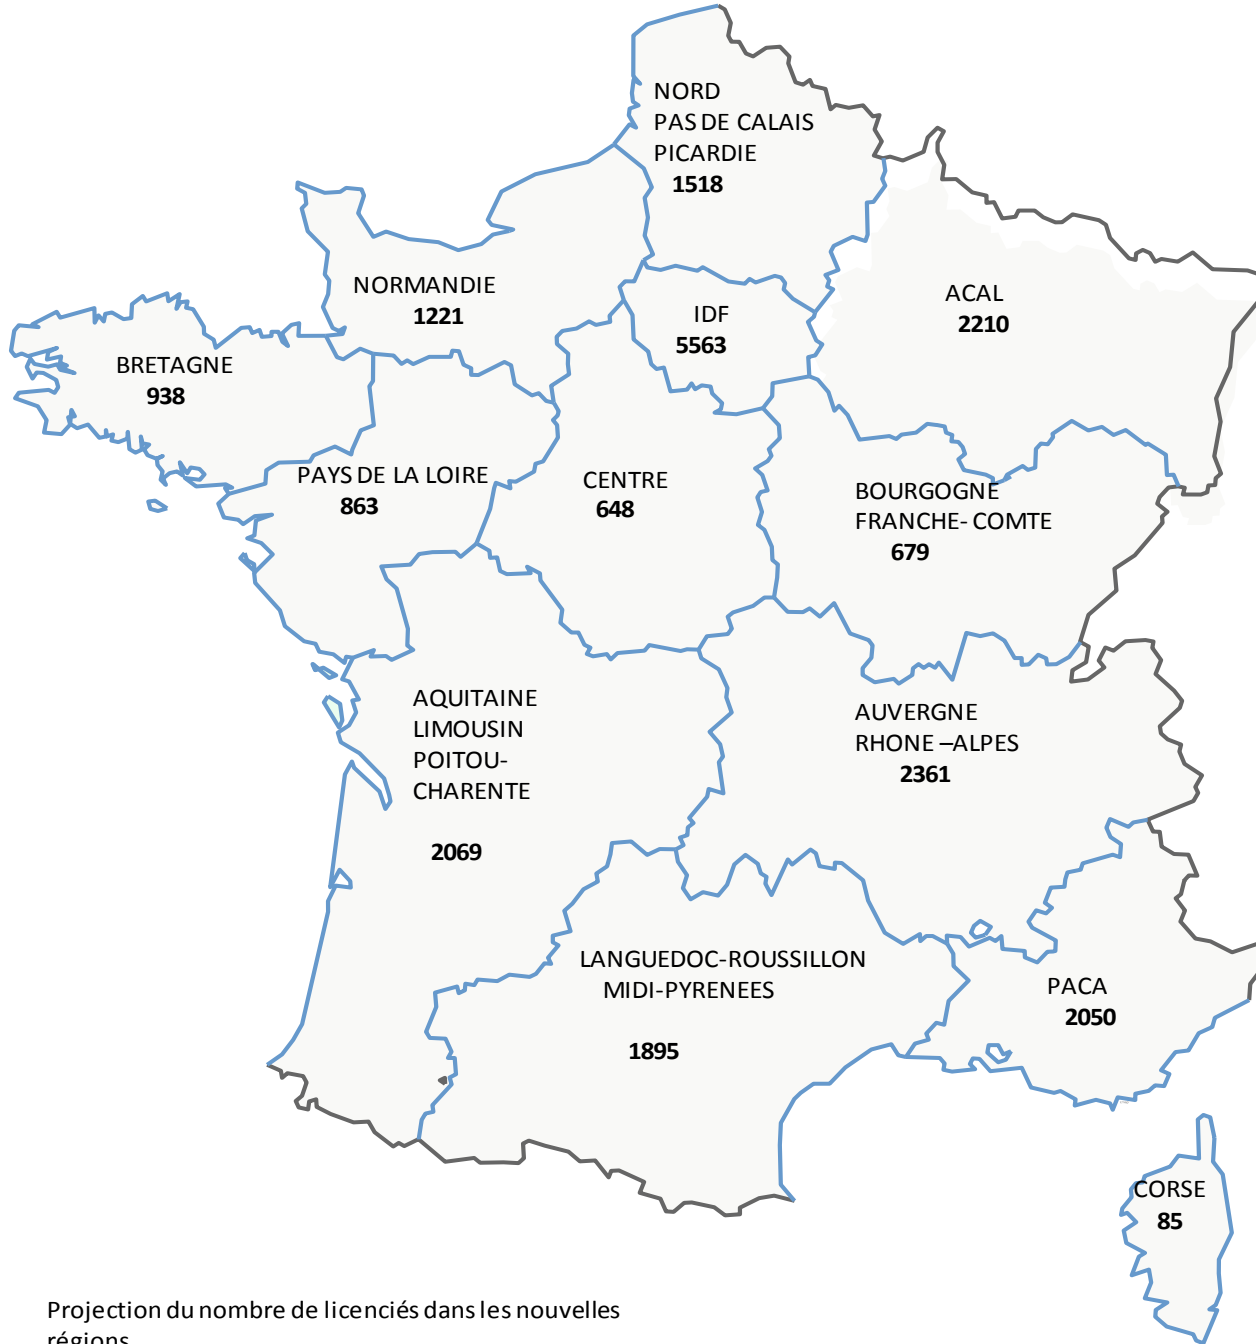 NORD
PAS DE CALAIS
PICARDIE
1518
NORMANDIE
1221
IDF
5563
ACAL
2210
BRETAGNE
938
PAYS DE LA LOIRE
863
CENTRE
648
BOURGOGNE
FRANCHE- COMTE
679
AQUITAINE
LIMOUSIN
POITOU-
CHARENTE
2069
AUVERGNE
RHONE –ALPES
2361
LANGUEDOC-ROUSSILLON
MIDI-PYRENEES
1895
PACA
2050
CORSE
85
Projection du nombre de licenciés dans les nouvelles
régions